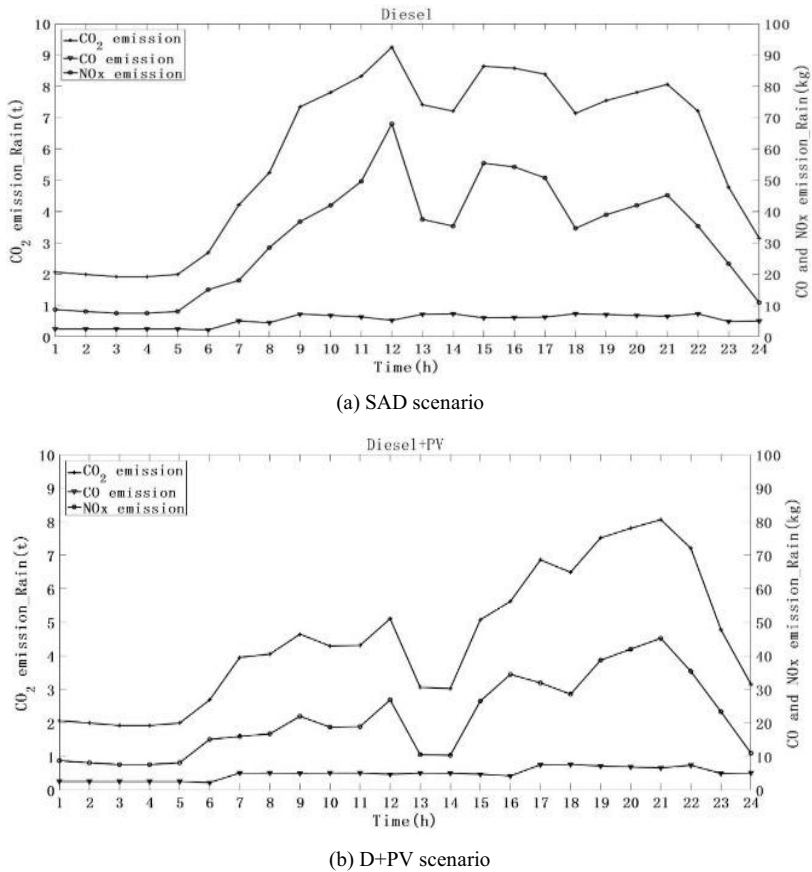 Diesel
CO2 emission
CO emission
NOx emission
CO2 emission_Rain(t)
10
9
8
7
6
5
4
3
2
1
0
CO and NOx emission_Rain(kg)
100
90
80
70
60
50
40
30
20
10
0
1 2 3 4 5 6 7 8 9 10 11 12 13 14 15 16 17 18 19 20 21 22 23 24
Time(h)
(a) SAD scenario
Diesel+PV
CO2 emission
CO emission
NOx emission
CO2 emission_Rain(t)
10
9
8
7
6
5
4
3
2
1
0
CO and NOx emission_Rain(kg)
100
90
80
70
60
50
40
30
20
10
0
1 2 3 4 5 6 7 8 9 10 11 12 13 14 15 16 17 18 19 20 21 22 23 24
Time(h)
(b) D+PV scenario